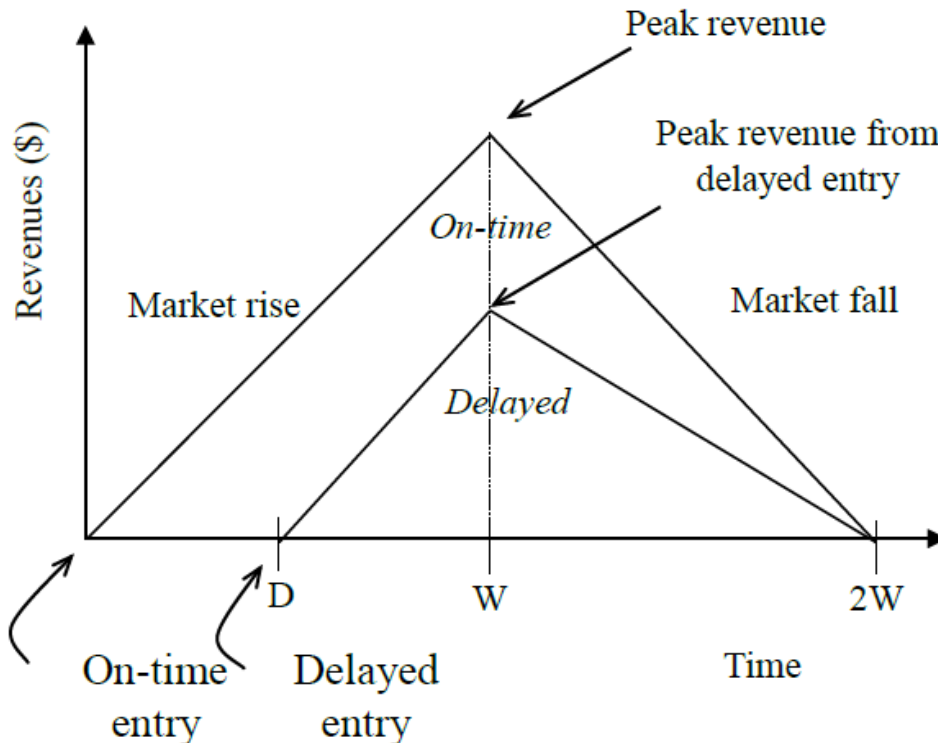 Peak revenue
Peak revenue from
delayed entry
Revenues ($)
On-time
Market rise
Market fall
Delayed
D
W
2W
On-time
entry
Delayed
entry
Time